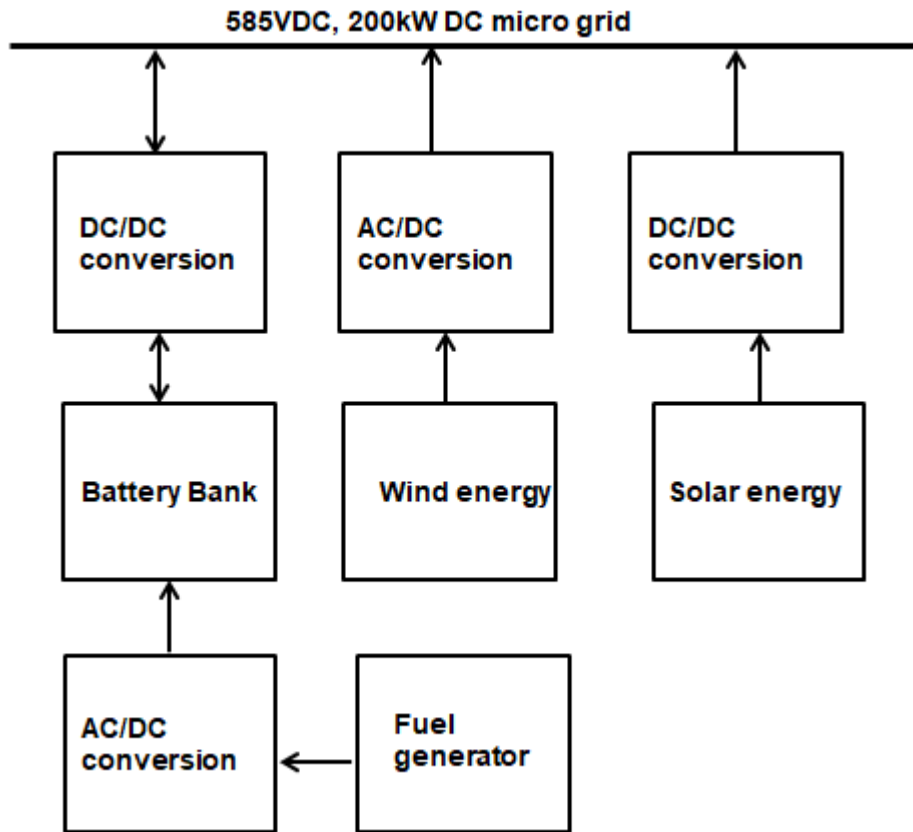 585VDC, 200kW DC micro grid
DC/DC
conversion
AC/DC
conversion
DC/DC
conversion
Battery Bank
Wind energy
Solar energy
AC/DC
conversion
Fuel
generator